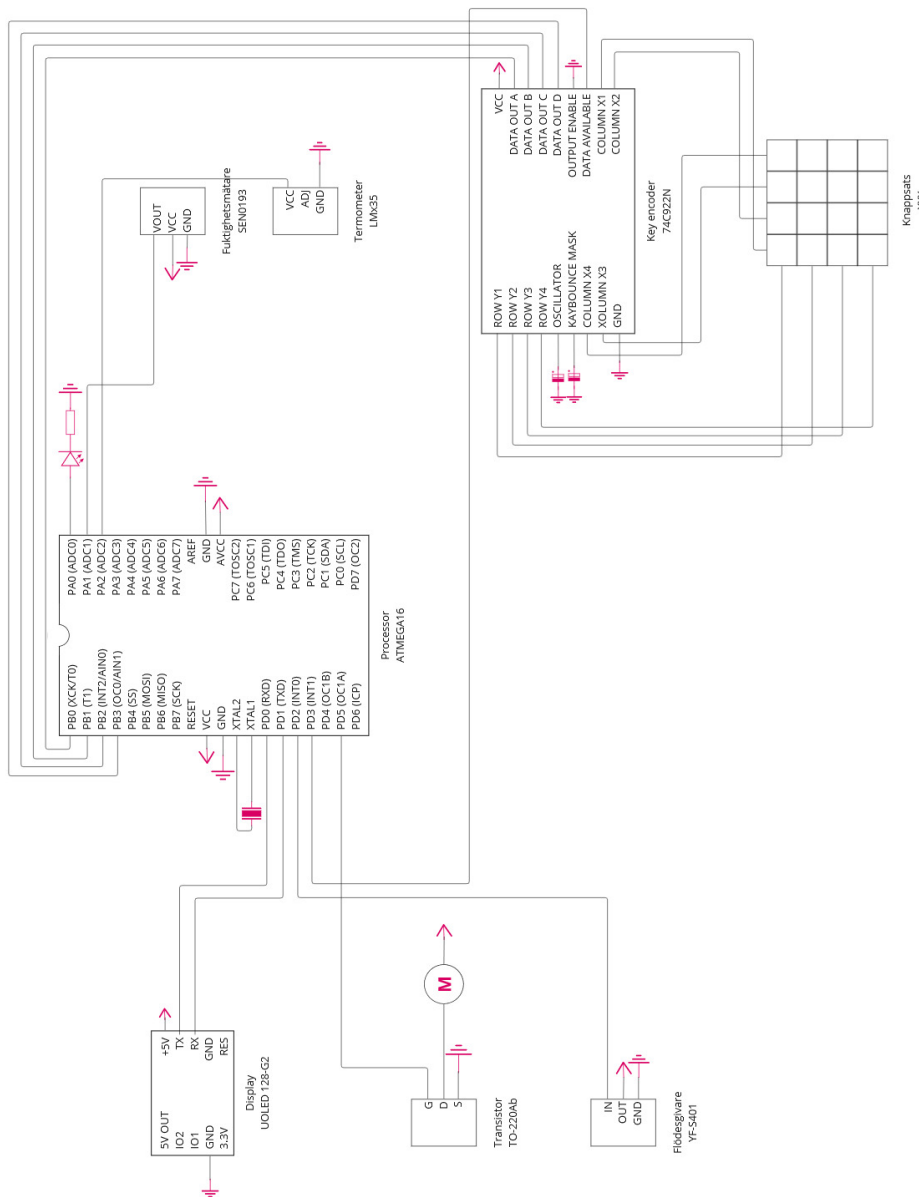 VCC
DATA OUT A
DATA OUT B
DATA OUT C
DATA OUT D
OUTPUT ENABLE
DATA AVAILABLE
COLUMN X1
COLUMN X2
ROW Y1
ROW Y2
ROW Y3
ROW Y4
OSCILLATOR
KAYBOUNCE MASK
COLUMN X4
XOLUMN X3
GND
Key encoder
74C922N
Knappsats
VOUT
VCC
GND
Fuktighetsmätare
SEN0193
VCC
ADJ
GND
Termometer
LMx35
PA0 (ADC0)
PA1 (ADC1)
PA2 (ADC2)
PA3 (ADC3)
PA4 (ADC4)
PA5 (ADC5)
PA6 (ADC6)
PA7 (ADC7)
AREF
GND
AVCC
PC7 (TOSC2)
PC6 (TOSC1)
PC5 (TDI)
PC4 (TDO)
PC3 (TMS)
PC2 (TCK)
PC1 (SDA)
PC0 (SCL)
PD7 (OC2)
PB0 (XCK/T0)
PB1 (T1)
PB2 (INT2/AIN0)
PB3 (OC0/AIN1)
PB4 (SS)
PB5 (MOSI)
PB6 (MISO)
PB7 (SCK)
RESET
VCC
GND
XTAL2
XTAL1
PD0 (RXD)
PD1 (TXD)
PD2 (INT0)
PD3 (INT1)
PD4 (OC1B)
PD5 (OC1A)
PD6 (ICP)
Processor
ATMEGA16
+5V
TX
RX
GND
RES
5V OUT
IO2
IO1
GND
3.3V
Display
UOLED 128-G2
M
G
D
S
Transistor
TO-220Ab
IN
OUT
GND
Flödesgivare
YF-S401